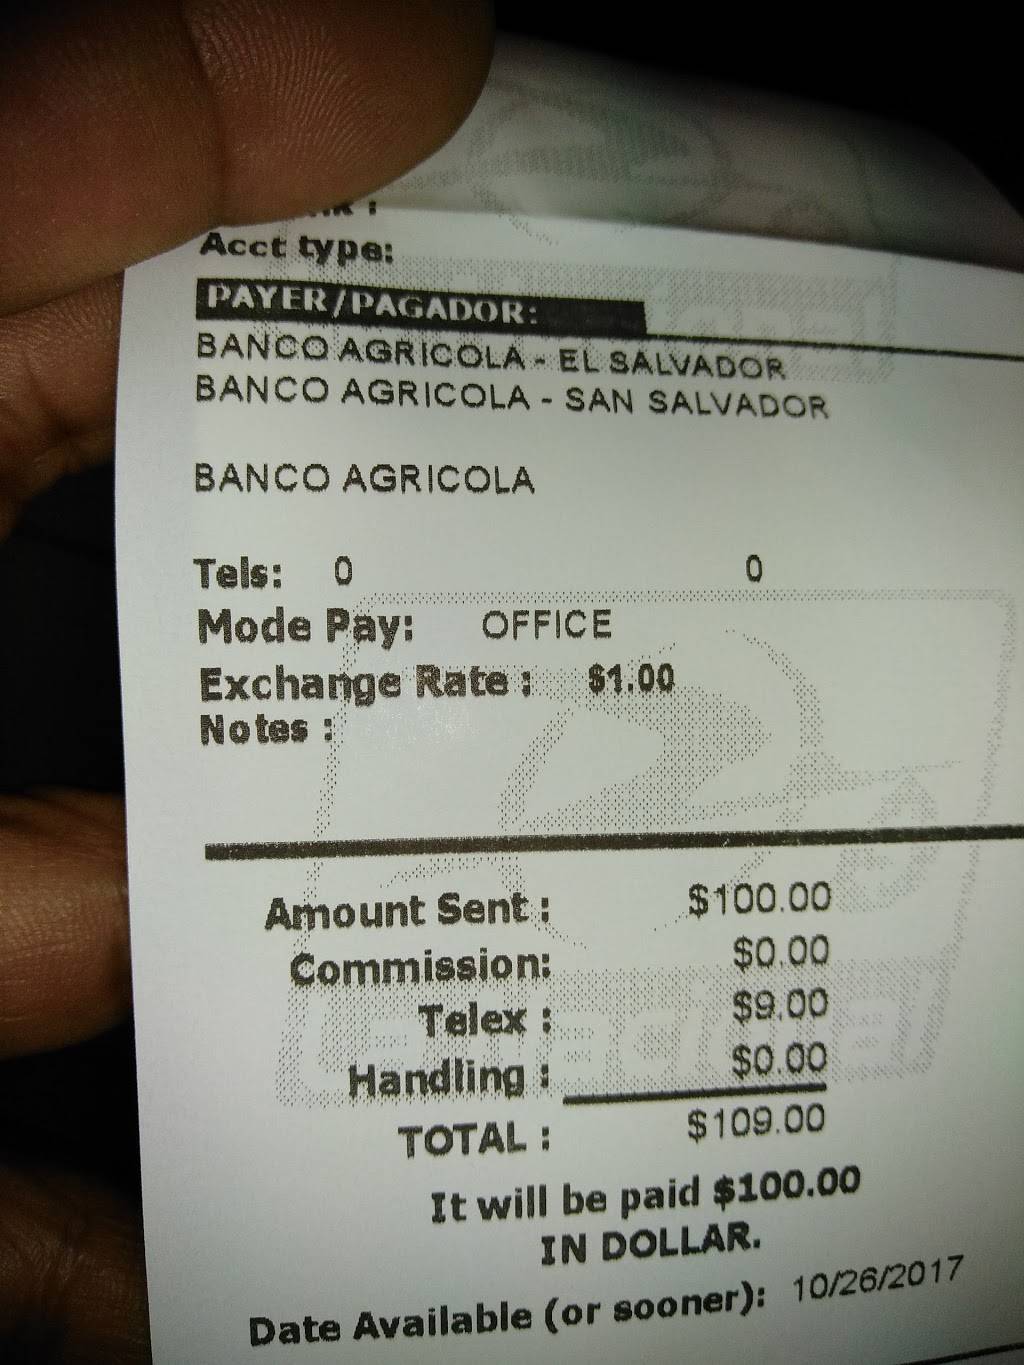 Acct type:
PAYER/PAGADOR:
BANCO AGRICOLA - EL SALVADOR
BANCO AGRICOLA - SAN SALVADOR
BANCO AGRICOLA
Tels: 0 0
Mode Pay: OFFICE
Exchange Rate : $1.00
Notes :
Amount Sent : $100.00
Commission: $0.00
Telex : $9.00
Handling : $0.00
TOTAL : $109.00
It will be paid $100.00
IN DOLLAR.
Date Available (or sooner): 10/26/2017